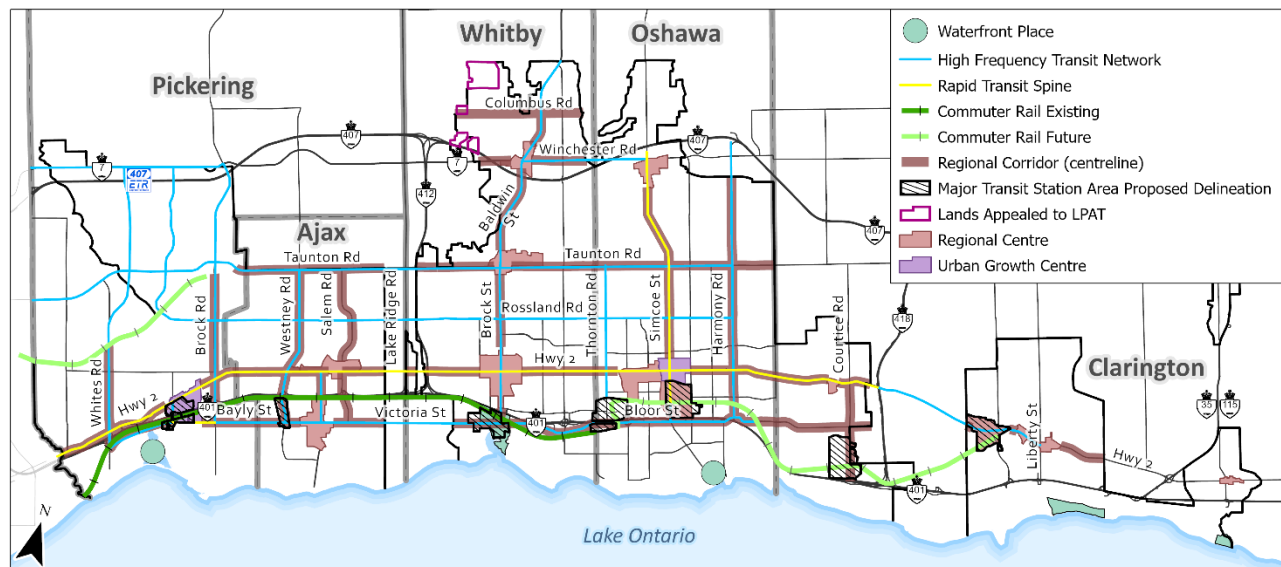 Whitby
Oshawa
Pickering
Ajax
Clarington
Waterfront Place
High Frequency Transit Network
Rapid Transit Spine
Commuter Rail Existing
Commuter Rail Future
Regional Corridor (centreline)
Major Transit Station Area Proposed Delineation
Lands Appealed to LPAT
Regional Centre
Urban Growth Centre
Columbus Rd
407
407
7
7
407
ETR
412
Winchester Rd
Baldwin St
407
Taunton Rd
Taunton Rd
Rossland Rd
Whites Rd
Brock Rd
Westney Rd
Salem Rd
Lake Ridge Rd
Brock St
Thornton Rd
Simcoe St
Harmony Rd
Courtice Rd
418
Hwy 2
Hwy 2
401
Bayly St
Victoria St
401
Bloor St
Liberty St
Hwy 2
35
115
401
N
Lake Ontario